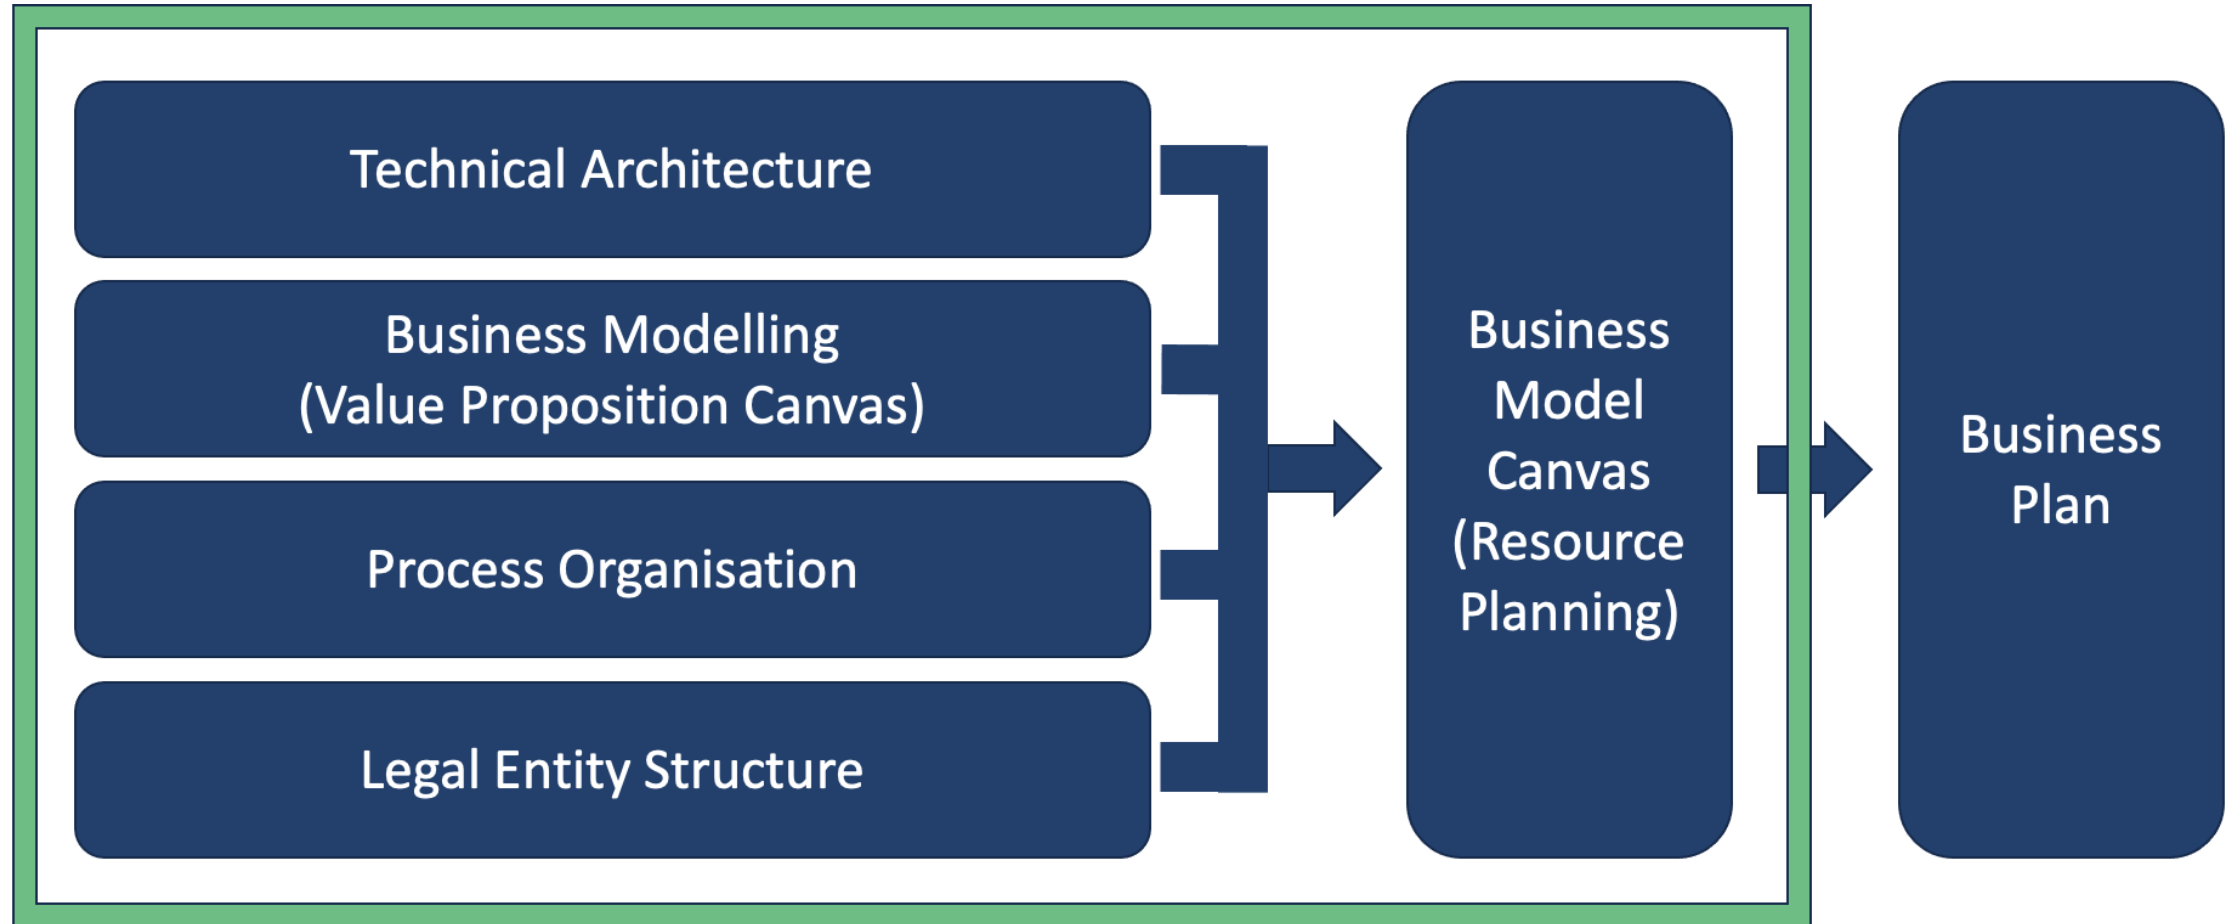 Technical Architecture
Business Modelling
(Value Proposition Canvas)
Process Organisation
Legal Entity Structure
Business
Model
Canvas
(Resource
Planning)
Business
Plan